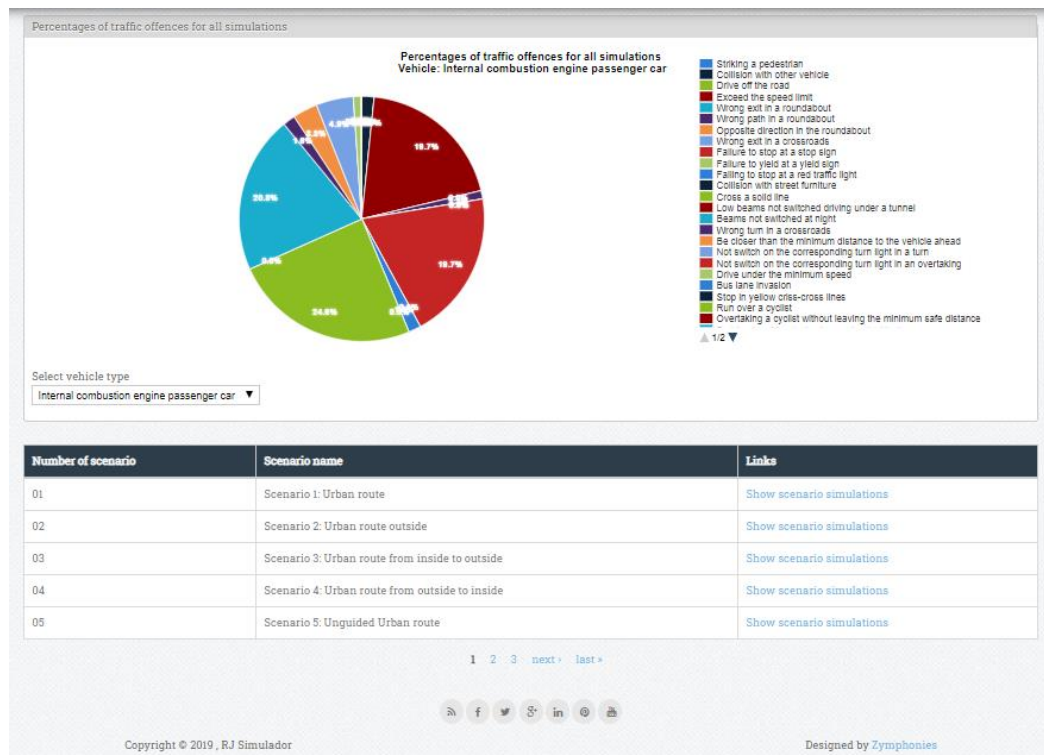 Percentages of traffic offences for all simulations
Percentages of traffic offences for all simulations
Vehicle: Internal combustion engine passenger car
Striking a pedestrian
Collision with other vehicle
Drive off the road
Exceed the speed limit
Wrong exit in a roundabout
Wrong path in a roundabout
Opposite direction in the roundabout
Wrong exit in a crossroads
Failure to stop at a stop sign
Failure to yield at a yield sign
Failing to stop at a red traffic light
Collision with street furniture
Cross a solid line
Low beams not switched driving under a tunnel
Beams not switched at night
Wrong turn in a crossroads
Be closer than the minimum distance to the vehicle ahead
Not switch on the corresponding turn light in a turn
Not switch on the corresponding turn light in an overtaking
Drive under the minimum speed
Bus lane invasion
Stop in yellow criss-cross lines
Run over a cyclist
Overtaking a cyclist without leaving the minimum safe distance
1/2
19.7%
19.7%
24.6%
0.0%
20.8%
1.9%
3.3%
4.9%
Select vehicle type
Internal combustion engine passenger car
Number of scenario Scenario name Links
01 Scenario 1: Urban route Show scenario simulations
02 Scenario 2: Urban route outside Show scenario simulations
03 Scenario 3: Urban route from inside to outside Show scenario simulations
04 Scenario 4: Urban route from outside to inside Show scenario simulations
05 Scenario 5: Unguided Urban route Show scenario simulations
1 2 3 next › last »
Copyright © 2019 , RJ Simulador Designed by Zymphonies